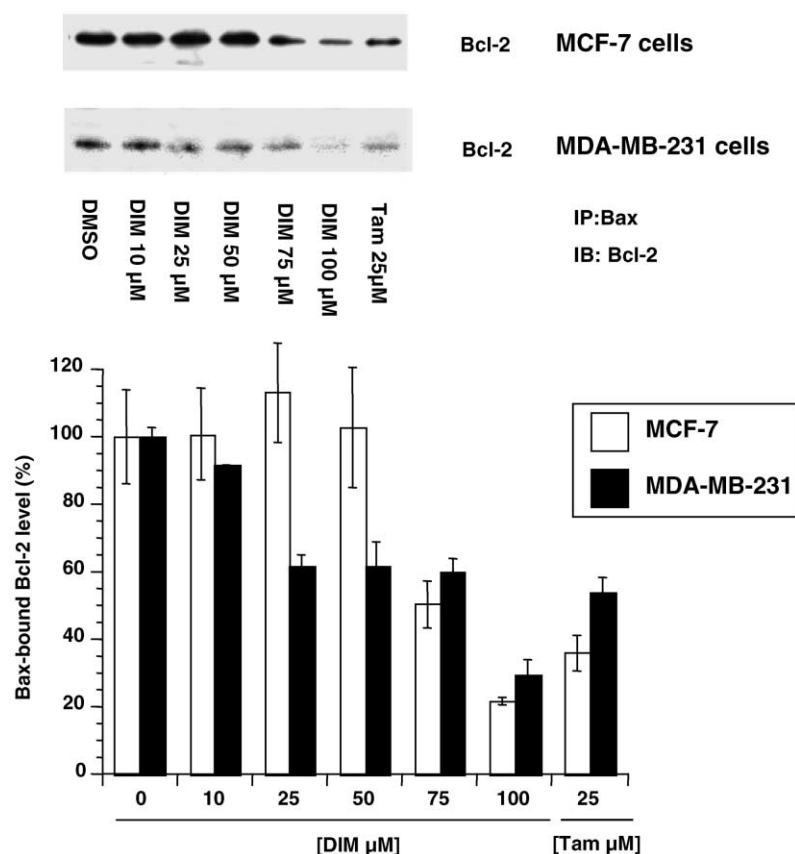 Bcl-2 MCF-7 cells
Bcl-2 MDA-MB-231 cells
DMSO
DIM 10 µM
DIM 25 µM
DIM 50 µM
DIM 75 µM
DIM 100 µM
Tam 25µM
IP:Bax
IB: Bcl-2
Bax-bound Bcl-2 level (%)
120
100
80
60
40
20
0
MCF-7
MDA-MB-231
0 10 25 50 75 100 25
[DIM µM] [Tam µM]